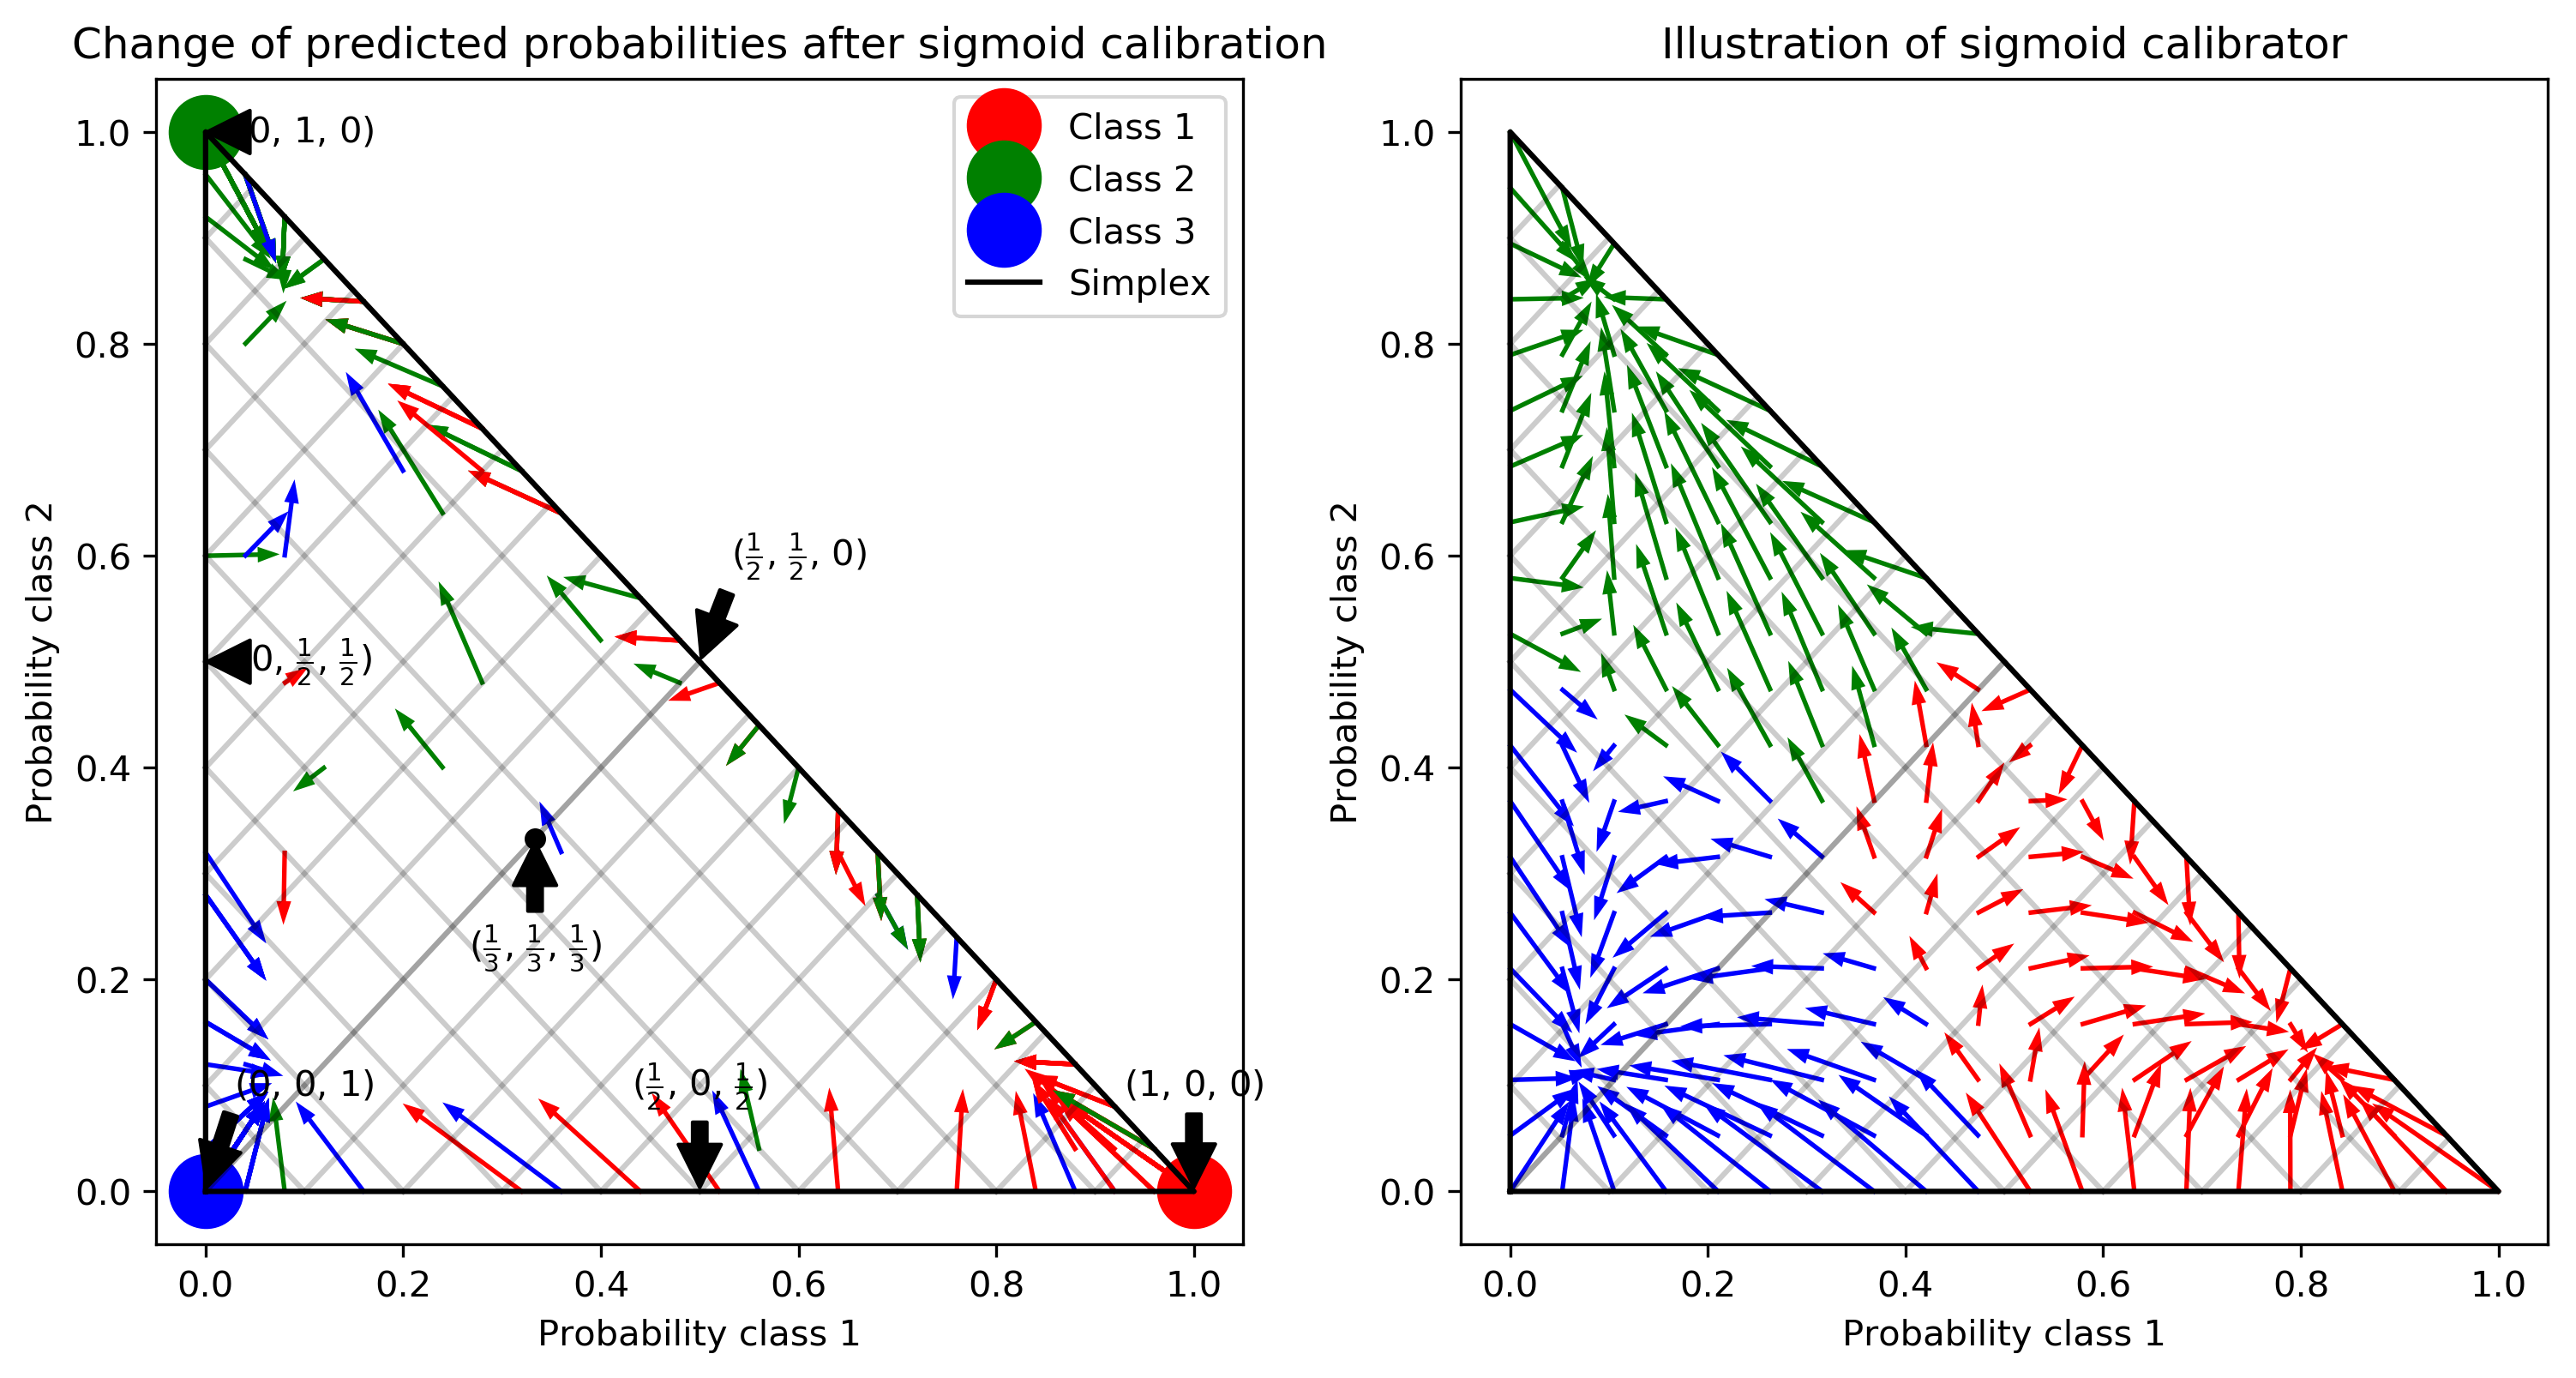 Change of predicted probabilities after sigmoid calibration
Class 1
Class 2
Class 3
Simplex
0, 1, 0)
(1/2, 1/2, 0)
0, 1/2, 1/2)
(1/3, 1/3, 1/3)
(0, 0, 1)
(1/2, 0, 1/2)
(1, 0, 0)
1.0
0.8
0.6
0.4
0.2
0.0
Probability class 2
0.0 0.2 0.4 0.6 0.8 1.0
Probability class 1
Illustration of sigmoid calibrator
1.0
0.8
0.6
0.4
0.2
0.0
Probability class 2
0.0 0.2 0.4 0.6 0.8 1.0
Probability class 1